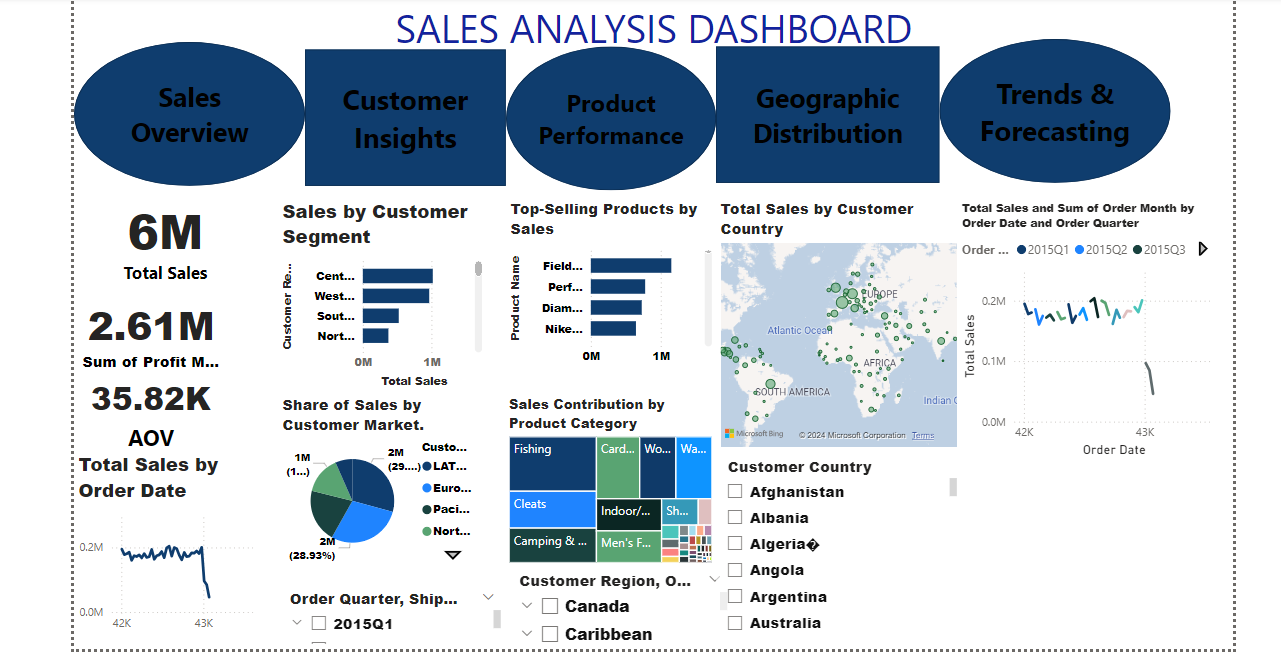 SALES ANALYSIS DASHBOARD
Sales
Overview
Customer
Insights
Product
Performance
Geographic
Distribution
Trends &
Forecasting
6M
Total Sales
2.61M
Sum of Profit M...
35.82K
AOV
Total Sales by
Order Date
0.2M
0.0M
42K
43K
Sales by Customer
Segment
Customer Re...
Cent...
West...
Sout...
Nort...
0M
1M
Total Sales
Share of Sales by
Customer Market.
1M
(1...)
2M
(29....)
2M
(28.93%)
Custo...
LAT...
Euro...
Paci...
Nort...
Order Quarter, Ship...
2015Q1
Top-Selling Products by
Sales
Product Name
Field...
Perf...
Diam...
Nike...
0M
1M
Sales Contribution by
Product Category
Fishing
Cleats
Camping & ...
Card...
Wo...
Wa...
Indoor/...
Sh...
Men's F...
Customer Region, O...
Canada
Caribbean
Total Sales by Customer
Country
EUROPE
Atlantic Ocean
AFRICA
SOUTH AMERICA
Indian O
Microsoft Bing
© 2024 Microsoft Corporation Terms
Customer Country
Afghanistan
Albania
Algeria�
Angola
Argentina
Australia
Total Sales and Sum of Order Month by
Order Date and Order Quarter
Order ...
2015Q1
2015Q2
2015Q3
Total Sales
0.2M
0.1M
0.0M
42K
43K
Order Date